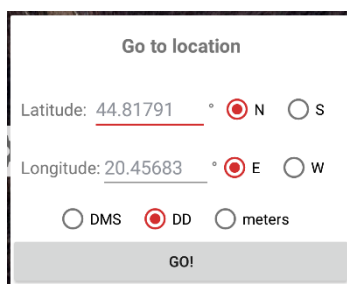 Go to location
Latitude: 44.81791 ° N S
Longitude: 20.45683 ° E W
DMS DD meters
GO!